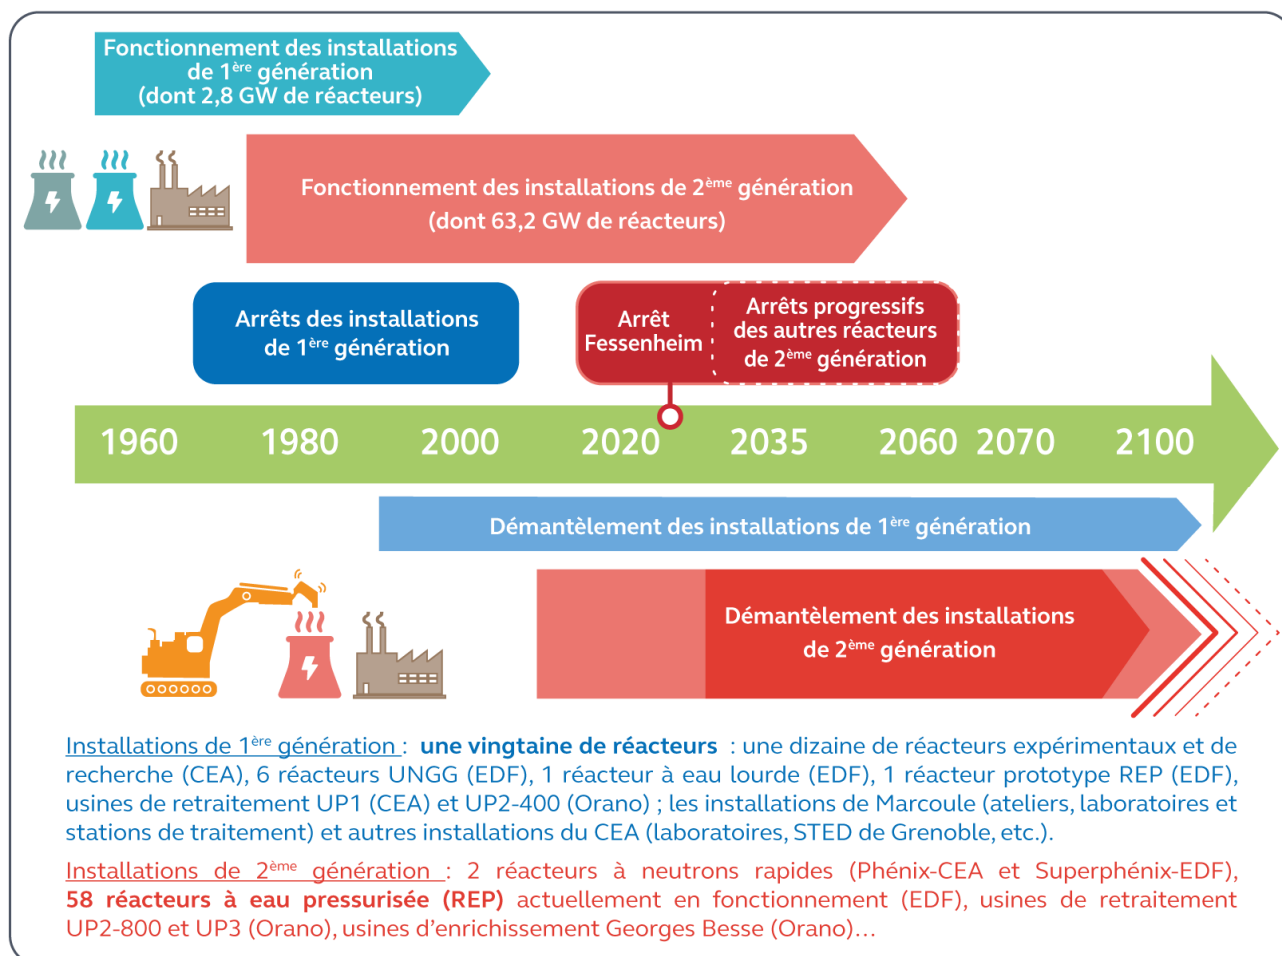 Fonctionnement des installations
de 1ère génération
(dont 2,8 GW de réacteurs)
Fonctionnement des installations de 2ème génération
(dont 63,2 GW de réacteurs)
Arrêts des installations
de 1ère génération
Arrêt
Fessenheim
Arrêts progressifs
des autres réacteurs
de 2ème génération
1960 1980 2000 2020 2035 2060 2070 2100
Démantèlement des installations de 1ère génération
Démantèlement des installations
de 2ème génération
Installations de 1ère génération : une vingtaine de réacteurs : une dizaine de réacteurs expérimentaux et de
recherche (CEA), 6 réacteurs UNGG (EDF), 1 réacteur à eau lourde (EDF), 1 réacteur prototype REP (EDF),
usines de retraitement UP1 (CEA) et UP2-400 (Orano) ; les installations de Marcoule (ateliers, laboratoires et
stations de traitement) et autres installations du CEA (laboratoires, STED de Grenoble, etc.).
Installations de 2ème génération : 2 réacteurs à neutrons rapides (Phénix-CEA et Superphénix-EDF),
58 réacteurs à eau pressurisée (REP) actuellement en fonctionnement (EDF), usines de retraitement
UP2-800 et UP3 (Orano), usines d'enrichissement Georges Besse (Orano)…